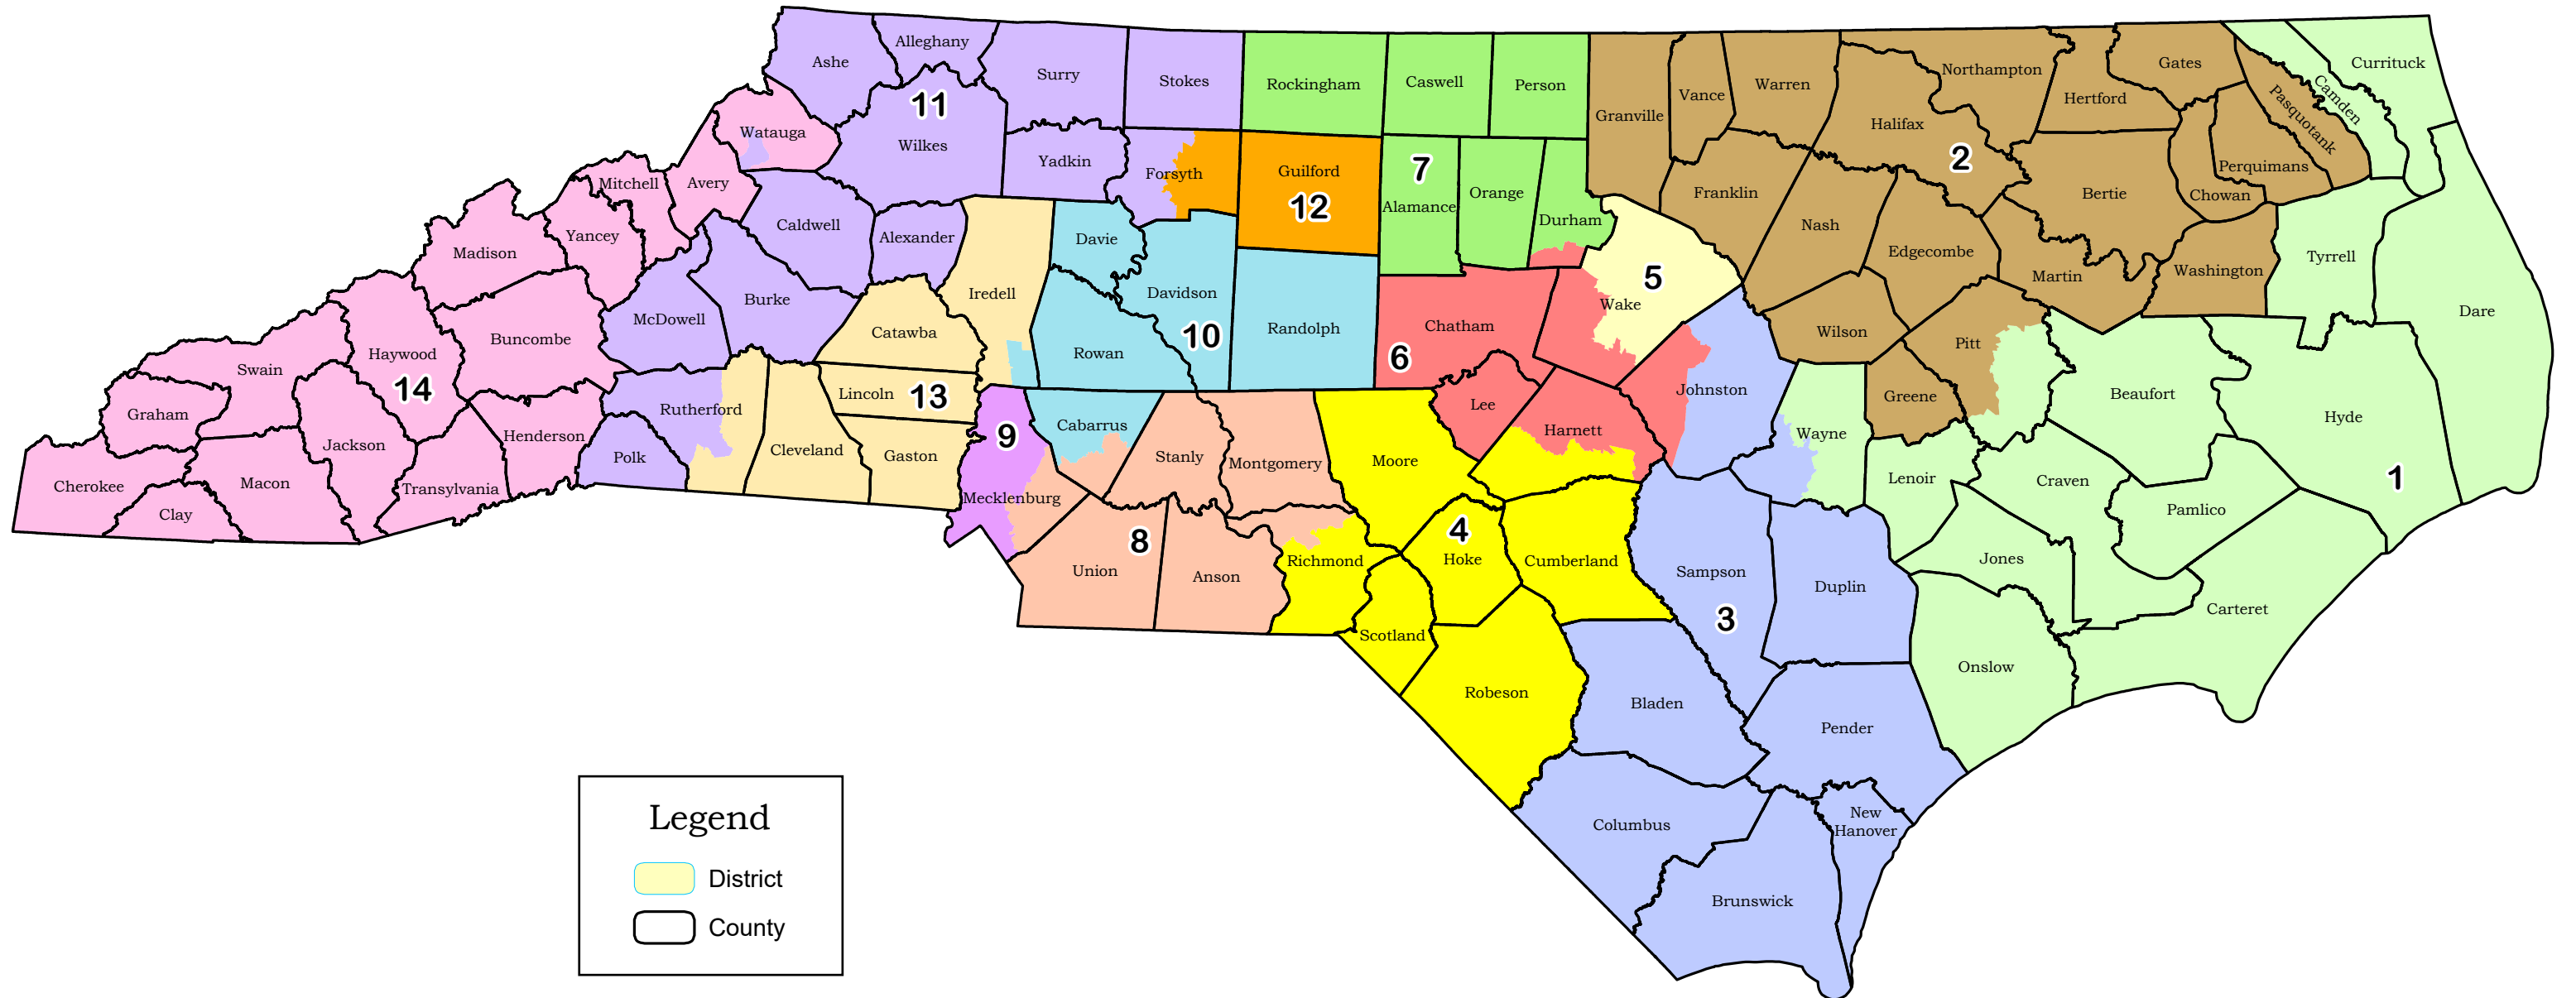 Ashe
Alleghany
Surry
Stokes
Rockingham
Caswell
Person
Granville
Vance
Warren
Northampton
Hertford
Gates
Pasquotank
Camden
Currituck
11
Watauga
Wilkes
Yadkin
Forsyth
Guilford
12
7
Alamance
Orange
Durham
Franklin
Halifax
2
Bertie
Perquimans
Chowan
Mitchell
Avery
Caldwell
Alexander
Iredell
Davie
Davidson
Randolph
10
Rowan
Chatham
6
Wake
5
Nash
Edgecombe
Martin
Washington
Tyrrell
Dare
Madison
Yancey
McDowell
Burke
Catawba
Buncombe
Swain
Haywood
14
Graham
Jackson
Henderson
Rutherford
Polk
Cleveland
Lincoln
13
Gaston
9
Mecklenburg
Cabarrus
Stanly
Montgomery
Moore
Lee
Harnett
Johnston
Wilson
Wayne
Greene
Pitt
Beaufort
Hyde
1
Cherokee
Clay
Macon
Transylvania
8
Union
Anson
Richmond
4
Hoke
Scotland
Cumberland
Sampson
3
Duplin
Lenoir
Craven
Pamlico
Jones
Carteret
Onslow
Robeson
Bladen
Pender
Columbus
New
Hanover
Brunswick
Legend
District
County